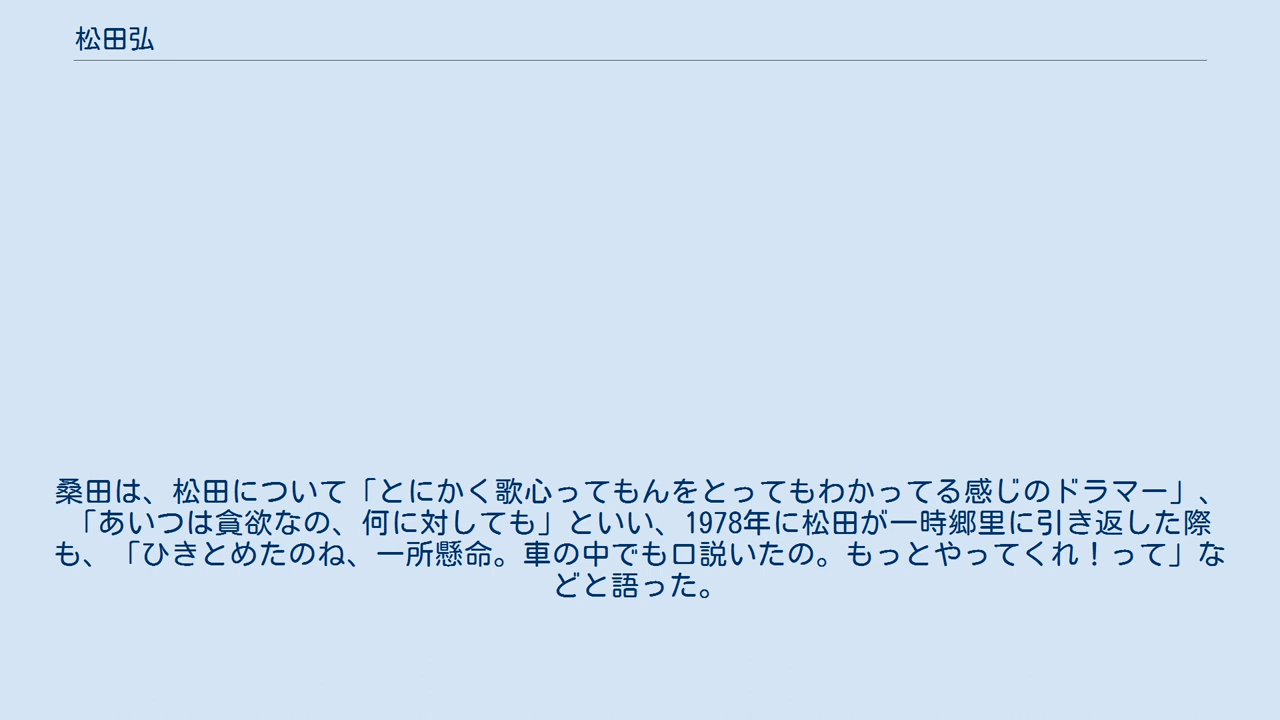 松田弘
桑田は、松田について「とにかく歌心ってもんをとってもわかってる感じのドラマー」、
「あいつは貪欲なの、何に対しても」といい、1978年に松田が一時郷里に引き返した際
も、「ひきとめたのね、一所懸命。車の中でも口説いたの。もっとやってくれ！って」な
どと語った。